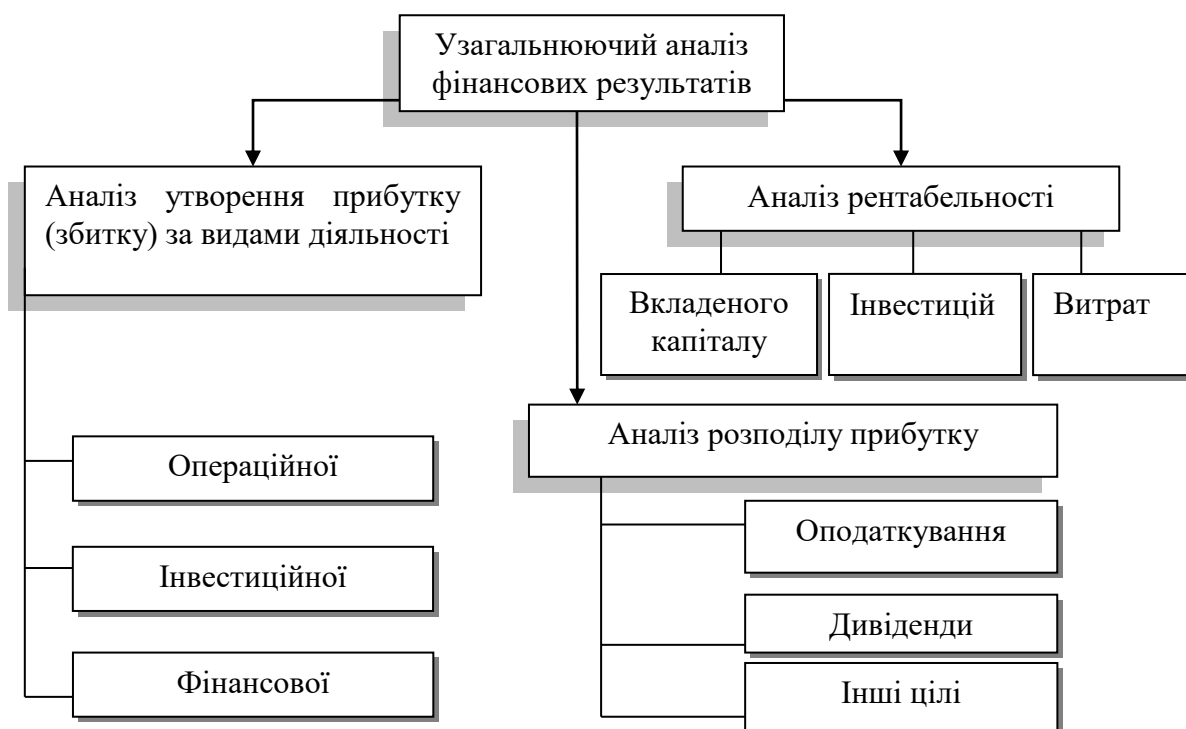 Узагальнюючий аналіз
фінансових результатів
Аналіз утворення прибутку
(збитку) за видами діяльності
Аналіз рентабельності
Вкладеного
капіталу
Інвестицій
Витрат
Аналіз розподілу прибутку
Операційної
Інвестиційної
Фінансової
Оподаткування
Дивіденди
Інші цілі